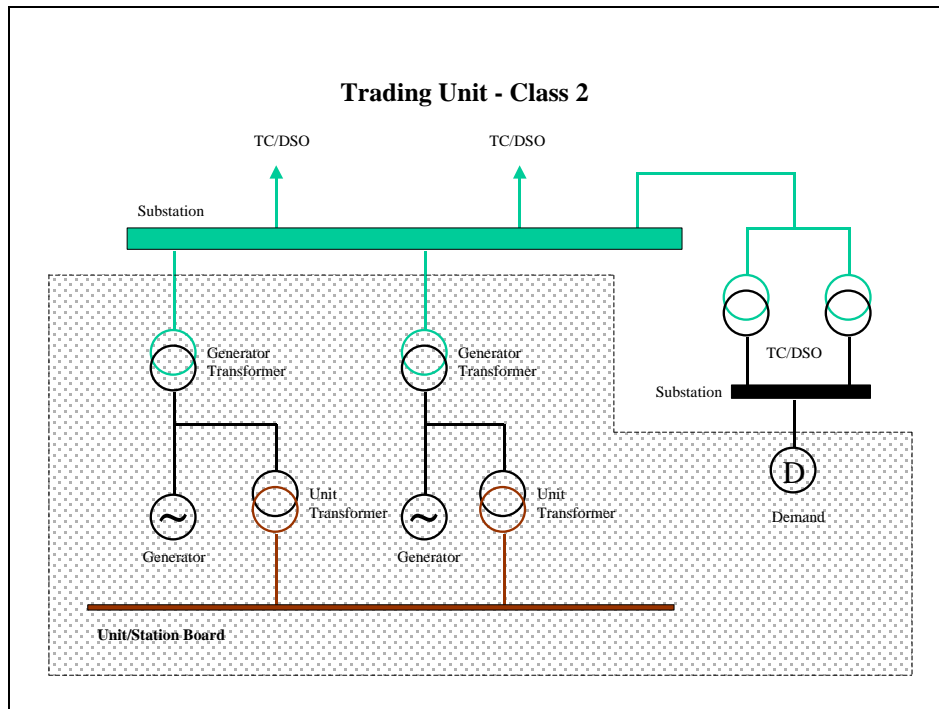 Trading Unit - Class 2
TC/DSO
TC/DSO
Substation
Generator
Transformer
Generator
Transformer
TC/DSO
Substation
D
Unit
Transformer
Unit
Transformer
Demand
Generator
Generator
Unit/Station Board